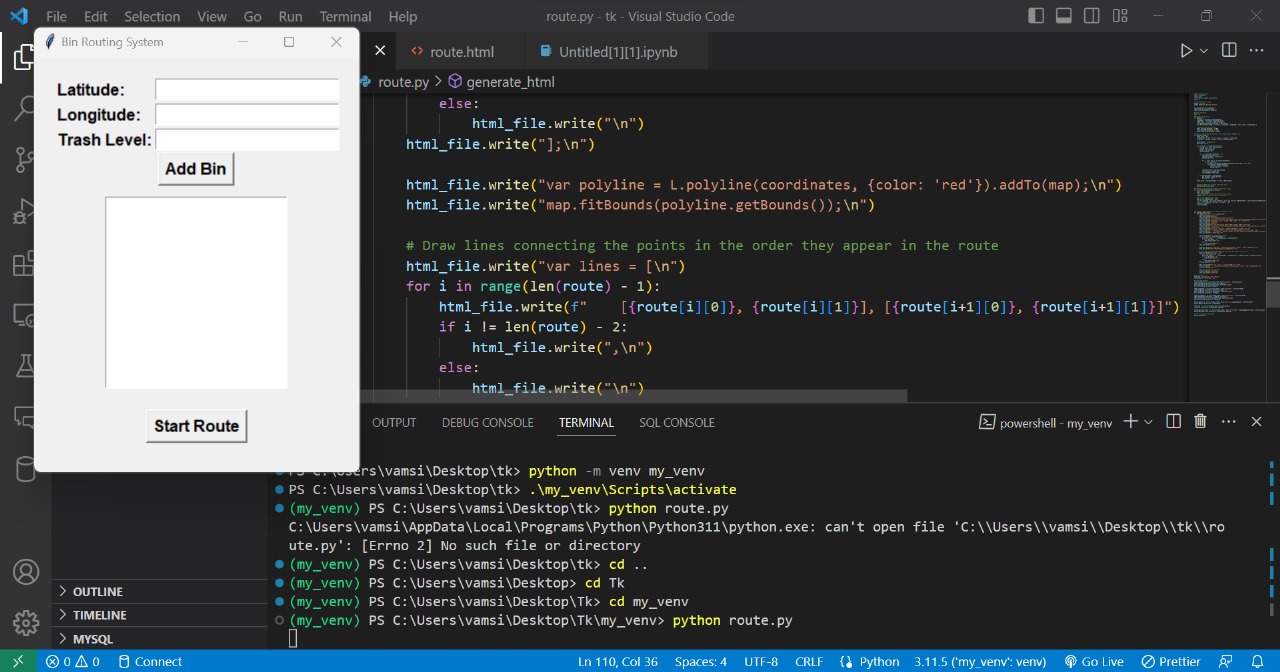 File Edit Selection View Go Run Terminal Help route.py - tk - Visual Studio Code
Bin Routing System
Latitude:
Longitude:
Trash Level:
Add Bin
Start Route
route.html Untitled[1][1].ipynb
route.py > generate_html
else:
html_file.write("\n")
html_file.write("];\n")
html_file.write("var polyline = L.polyline(coordinates, {color: 'red'}).addTo(map);\n")
html_file.write("map.fitBounds(polyline.getBounds());\n")
# Draw lines connecting the points in the order they appear in the route
html_file.write("var lines = [\n")
for i in range(len(route) - 1):
html_file.write(f"    [{route[i][0]}, {route[i][1]}], [{route[i+1][0]}, {route[i+1][1]}]")
if i != len(route) - 2:
html_file.write(",\n")
else:
html_file.write("\n")
OUTPUT DEBUG CONSOLE TERMINAL SQL CONSOLE powershell - my_venv
PS C:\Users\vamsi\Desktop\tk> python -m venv my_venv
PS C:\Users\vamsi\Desktop\tk> .\my_venv\Scripts\activate
(my_venv) PS C:\Users\vamsi\Desktop\tk> python route.py
C:\Users\vamsi\AppData\Local\Programs\Python\Python311\python.exe: can't open file 'C:\\Users\\vamsi\\Desktop\\tk\\ro
ute.py': [Errno 2] No such file or directory
(my_venv) PS C:\Users\vamsi\Desktop\tk> cd ..
(my_venv) PS C:\Users\vamsi\Desktop> cd Tk
(my_venv) PS C:\Users\vamsi\Desktop\Tk> cd my_venv
(my_venv) PS C:\Users\vamsi\Desktop\Tk\my_venv> python route.py
OUTLINE
TIMELINE
MYSQL
0 0 Connect Ln 110, Col 36 Spaces: 4 UTF-8 CRLF Python 3.11.5 ('my_venv': venv) Go Live Prettier